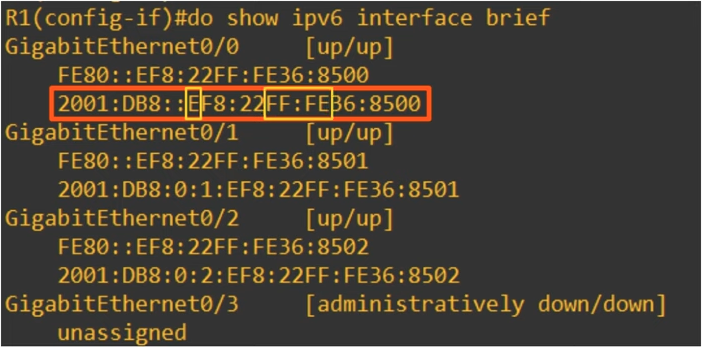 R1(config-if)#do show ipv6 interface brief
GigabitEthernet0/0 [up/up]
FE80::EF8:22FF:FE36:8500
2001:DB8::EF8:22FF:FE36:8500
GigabitEthernet0/1 [up/up]
FE80::EF8:22FF:FE36:8501
2001:DB8:0:1:EF8:22FF:FE36:8501
GigabitEthernet0/2 [up/up]
FE80::EF8:22FF:FE36:8502
2001:DB8:0:2:EF8:22FF:FE36:8502
GigabitEthernet0/3 [administratively down/down]
unassigned